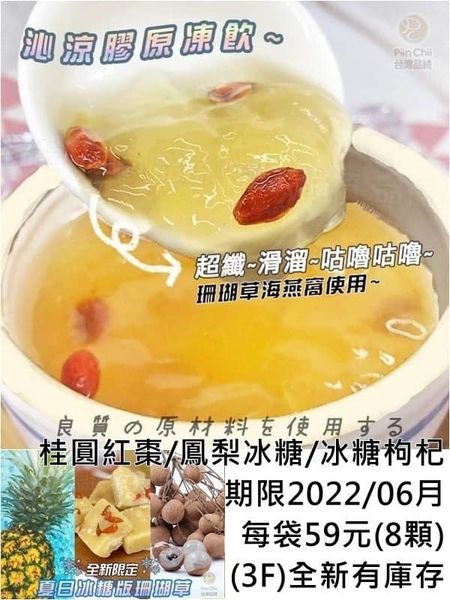 沁涼膠原凍飲~
Piin Chii
台灣品綺
超纖~滑溜~咕嚕咕嚕~
珊瑚草海燕窩使用~
良質の原材料を使用する
桂圓紅棗/鳳梨冰糖/冰糖枸杞
期限2022/06月
每袋59元(8顆)
(3F)全新有庫存
全新限定
夏日冰糖版珊瑚草